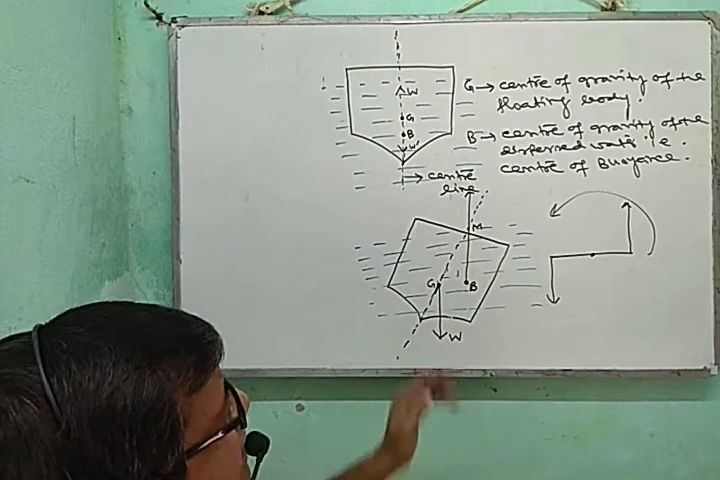 W
G
B
W
centre
line
G → centre of gravity of the
floating body.
B → centre of gravity of the
dispersed water i.e.
centre of Buoyance.
M
G
B
W